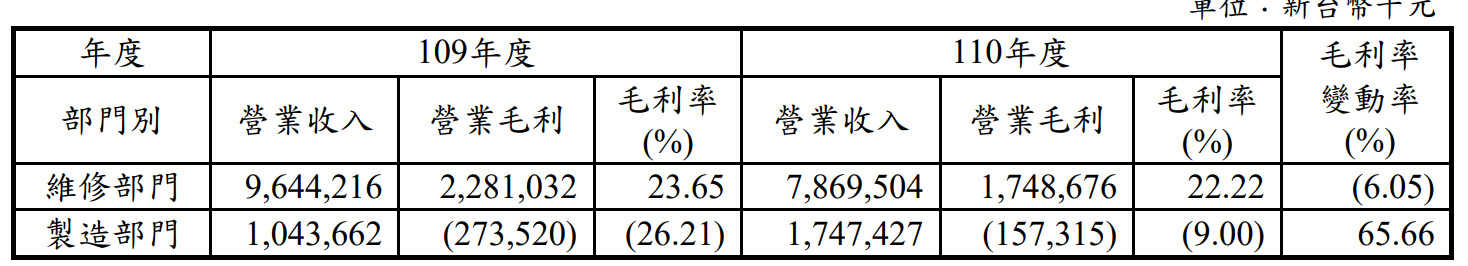 單位：新台幣千元
年度 109年度 110年度 毛利率變動率(%)
部門別 營業收入 營業毛利 毛利率(%) 營業收入 營業毛利 毛利率(%)
維修部門 9,644,216 2,281,032 23.65 7,869,504 1,748,676 22.22 (6.05)
製造部門 1,043,662 (273,520) (26.21) 1,747,427 (157,315) (9.00) 65.66